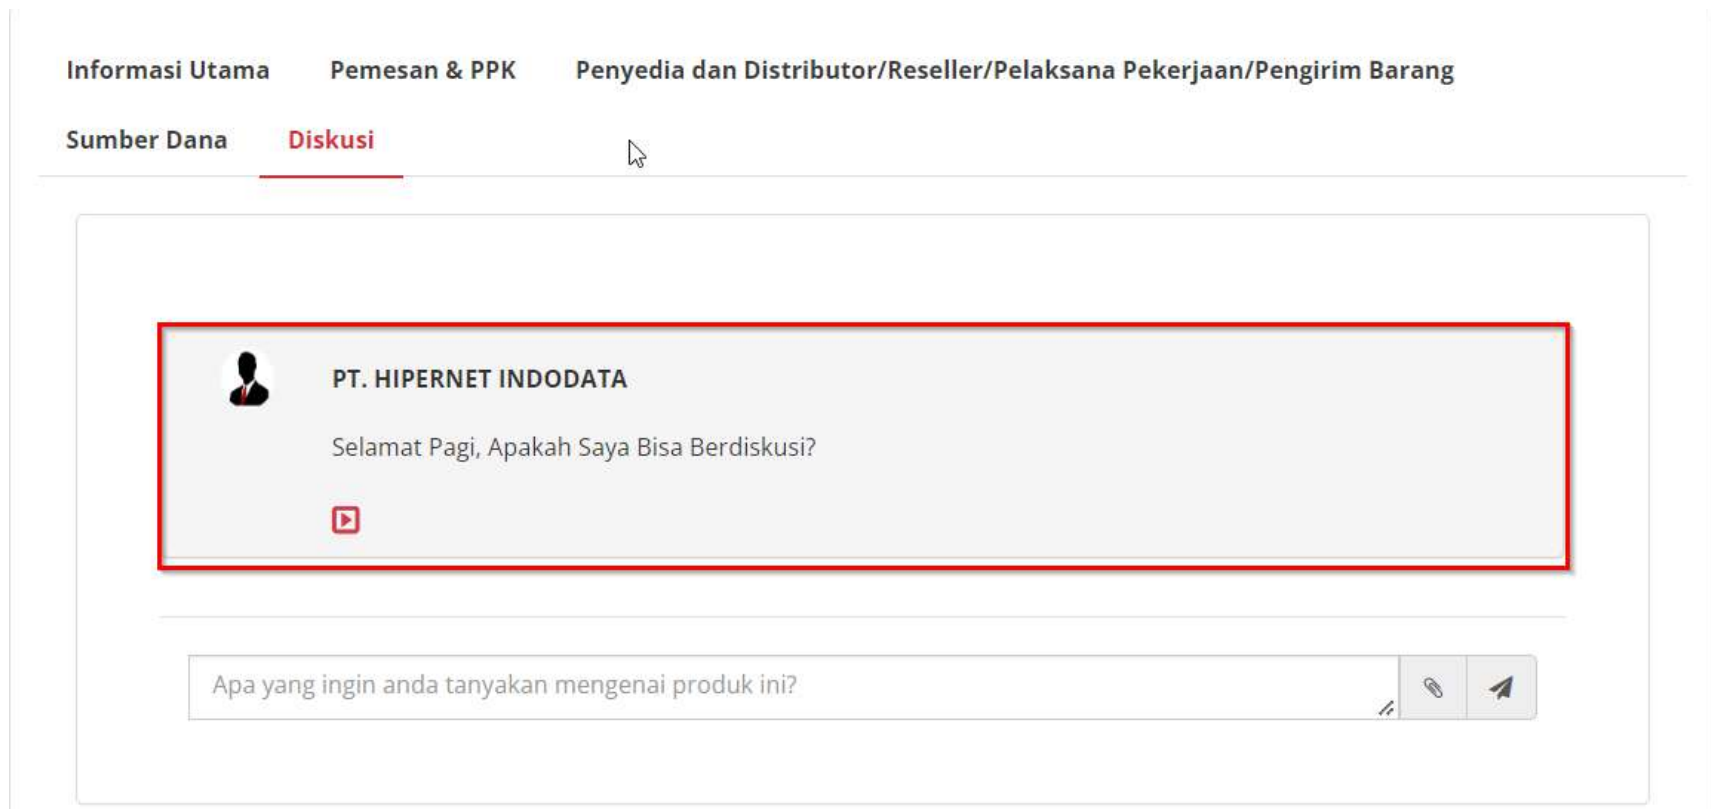 Informasi Utama Pemesan & PPK Penyedia dan Distributor/Reseller/Pelaksana Pekerjaan/Pengirim Barang
Sumber Dana Diskusi
PT. HIPERNET INDODATA
Selamat Pagi, Apakah Saya Bisa Berdiskusi?
Apa yang ingin anda tanyakan mengenai produk ini?